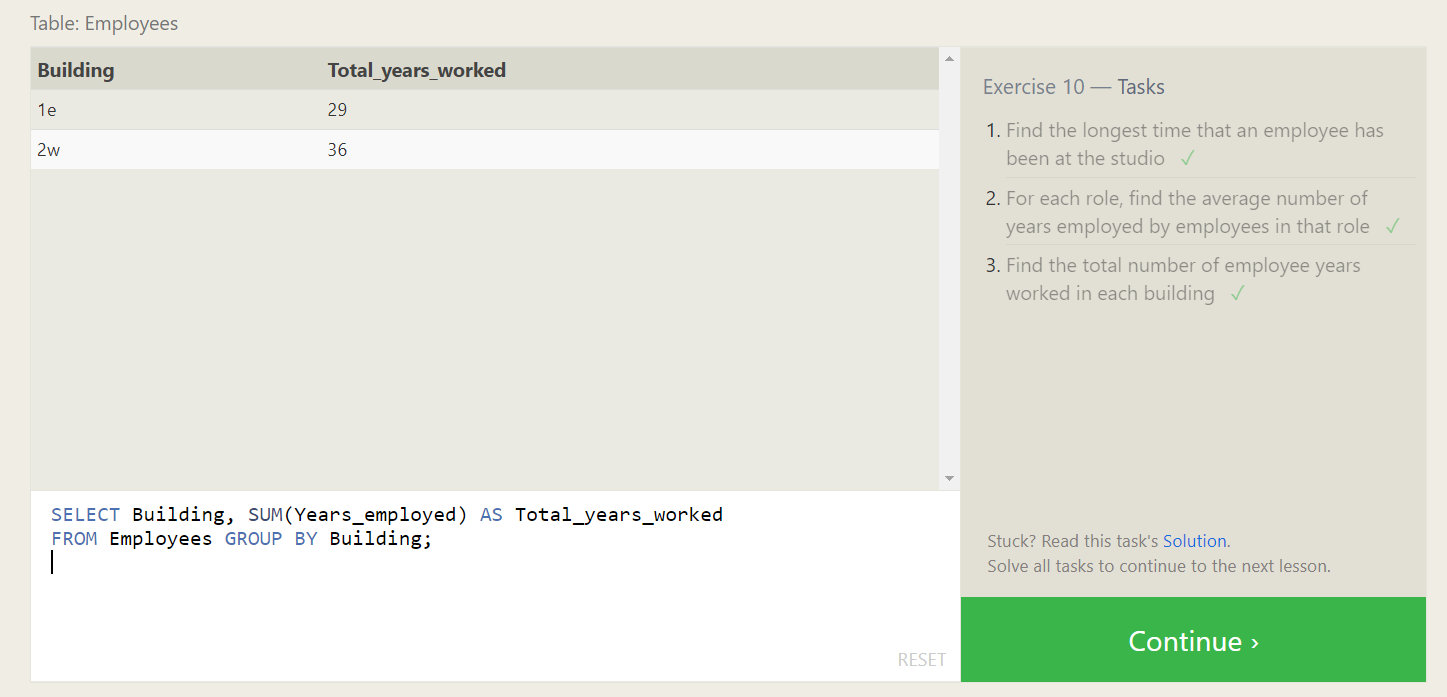 Table: Employees
Building Total_years_worked
1e 29
2w 36
SELECT Building, SUM(Years_employed) AS Total_years_worked
FROM Employees GROUP BY Building;
RESET
Exercise 10 — Tasks
1. Find the longest time that an employee has
been at the studio ✓
2. For each role, find the average number of
years employed by employees in that role ✓
3. Find the total number of employee years
worked in each building ✓
Stuck? Read this task's Solution.
Solve all tasks to continue to the next lesson.
Continue ›